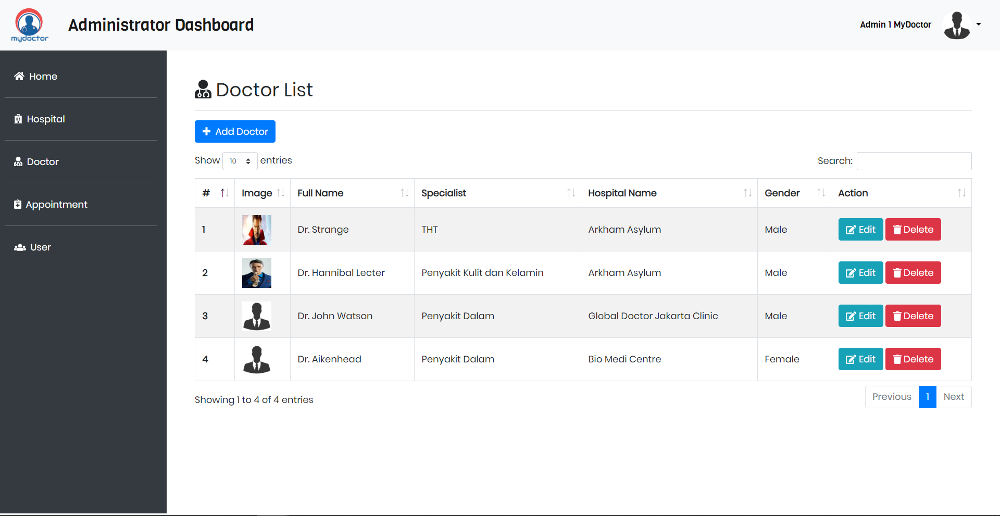 mydoctor
Administrator Dashboard
Admin 1 MyDoctor
Home
Hospital
Doctor
Appointment
User
Doctor List
Add Doctor
Show 10 entries
Search:
# Image Full Name Specialist Hospital Name Gender Action
1 Dr. Strange THT Arkham Asylum Male Edit Delete
2 Dr. Hannibal Lecter Penyakit Kulit dan Kelamin Arkham Asylum Male Edit Delete
3 Dr. John Watson Penyakit Dalam Global Doctor Jakarta Clinic Male Edit Delete
4 Dr. Aikenhead Penyakit Dalam Bio Medi Centre Female Edit Delete
Showing 1 to 4 of 4 entries
Previous 1 Next